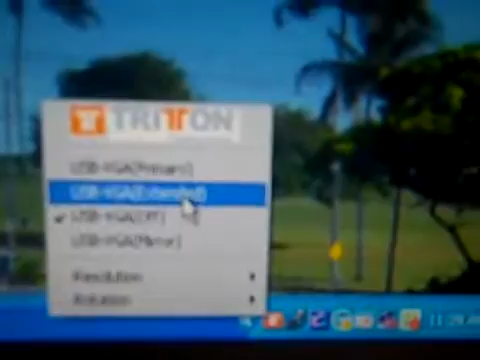 TRITTON
USB-VGA(Primary)
USB-VGA(Extended)
USB-VGA(Off)
USB-VGA(Mirror)
Resolution
Rotation